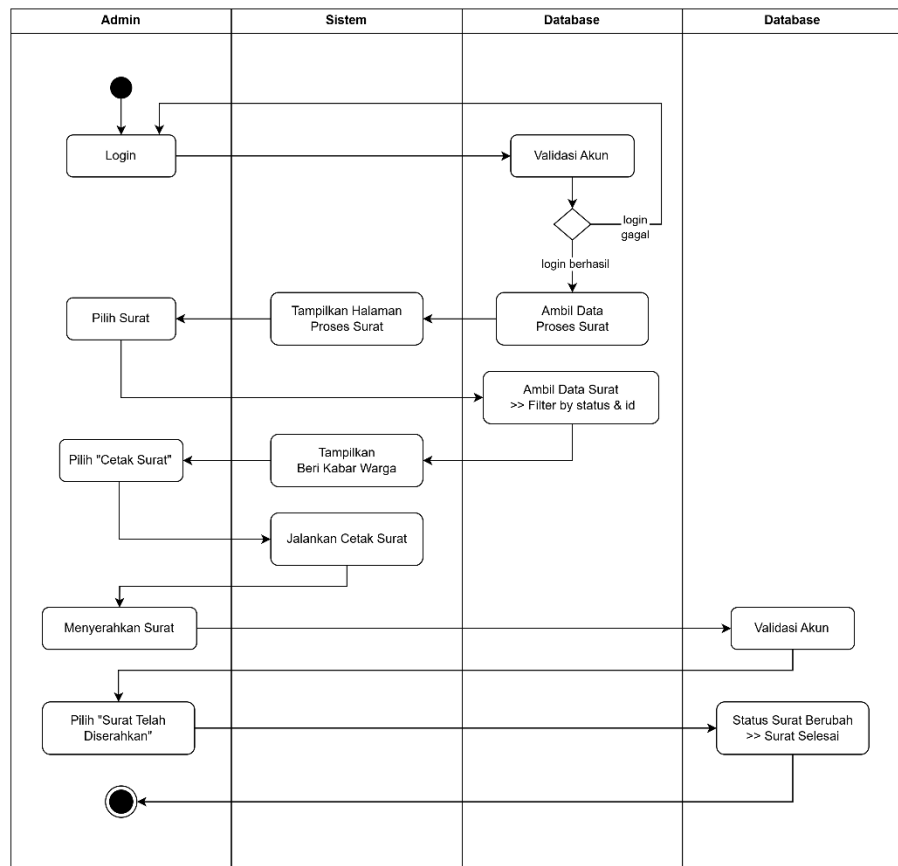 Admin
Sistem
Database
Database
Login
Validasi Akun
login
gagal
login berhasil
Pilih Surat
Tampilkan Halaman
Proses Surat
Ambil Data
Proses Surat
Ambil Data Surat
>> Filter by status & id
Pilih "Cetak Surat"
Tampilkan
Beri Kabar Warga
Jalankan Cetak Surat
Menyerahkan Surat
Validasi Akun
Pilih "Surat Telah
Diserahkan"
Status Surat Berubah
>> Surat Selesai